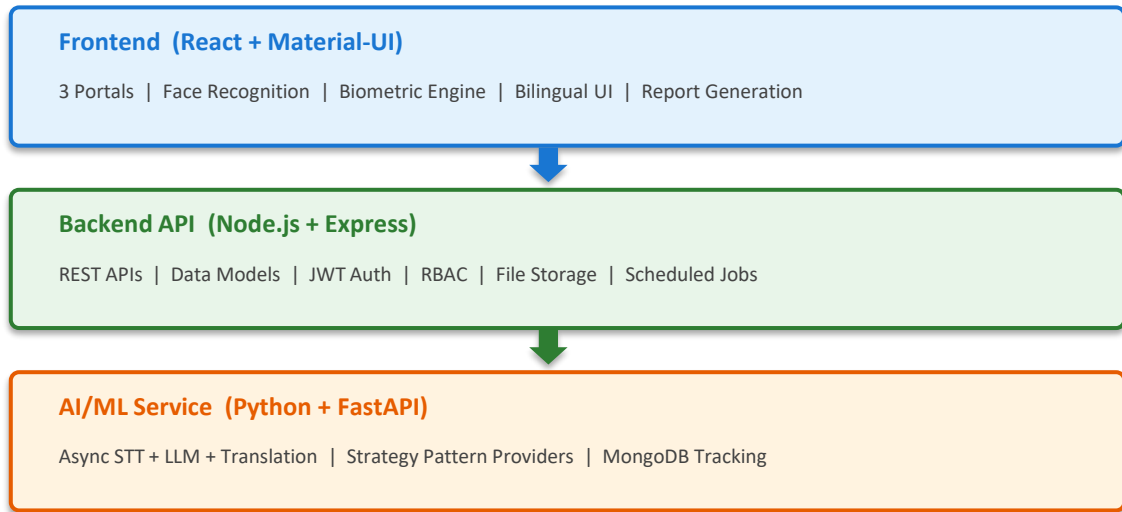 Frontend (React + Material-UI)
3 Portals | Face Recognition | Biometric Engine | Bilingual UI | Report Generation
Backend API (Node.js + Express)
REST APIs | Data Models | JWT Auth | RBAC | File Storage | Scheduled Jobs
AI/ML Service (Python + FastAPI)
Async STT + LLM + Translation | Strategy Pattern Providers | MongoDB Tracking